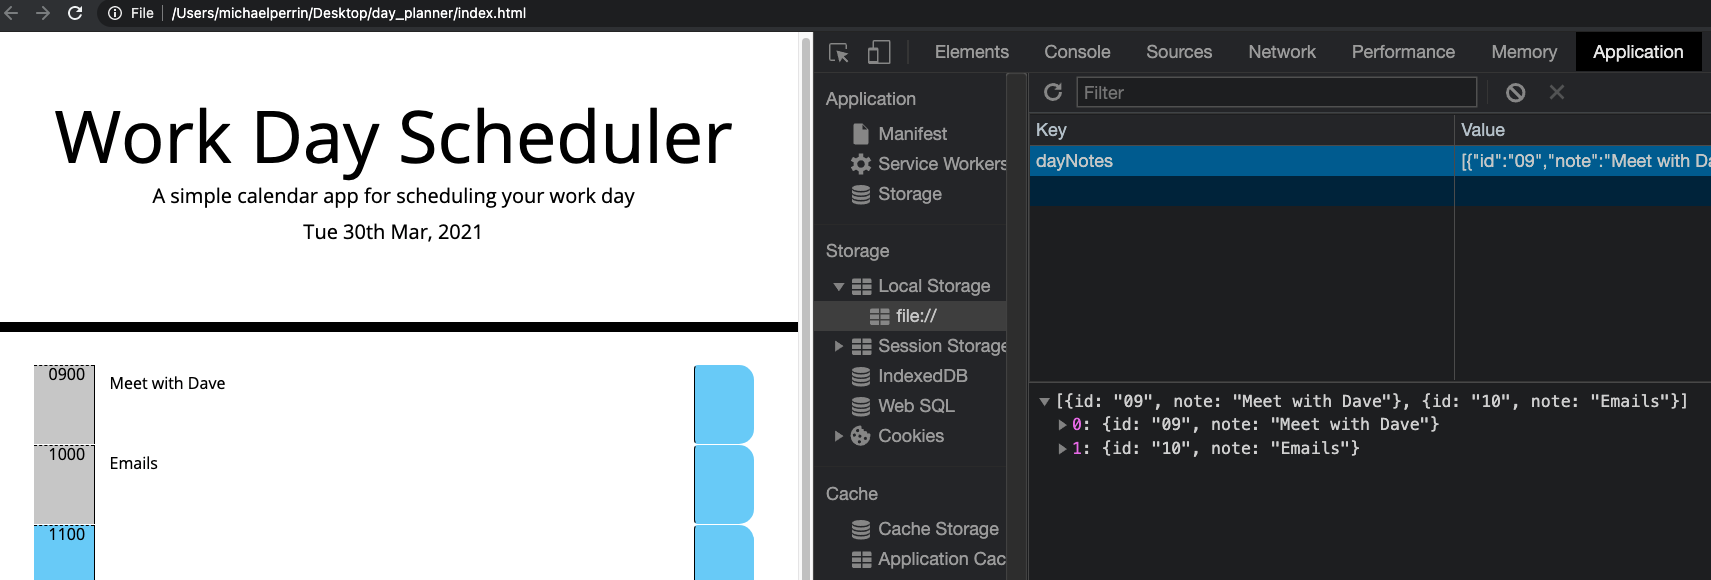 File /Users/michaelperrin/Desktop/day_planner/index.html
Work Day Scheduler
A simple calendar app for scheduling your work day
Tue 30th Mar, 2021
0900 Meet with Dave
1000 Emails
1100
Elements Console Sources Network Performance Memory Application
Application
Manifest
Service Workers
Storage
Storage
Local Storage
file://
Session Storage
IndexedDB
Web SQL
Cookies
Cache
Cache Storage
Application Cac
Filter
Key Value
dayNotes [{"id":"09","note":"Meet with Da
[{id: "09", note: "Meet with Dave"}, {id: "10", note: "Emails"}]
0: {id: "09", note: "Meet with Dave"}
1: {id: "10", note: "Emails"}